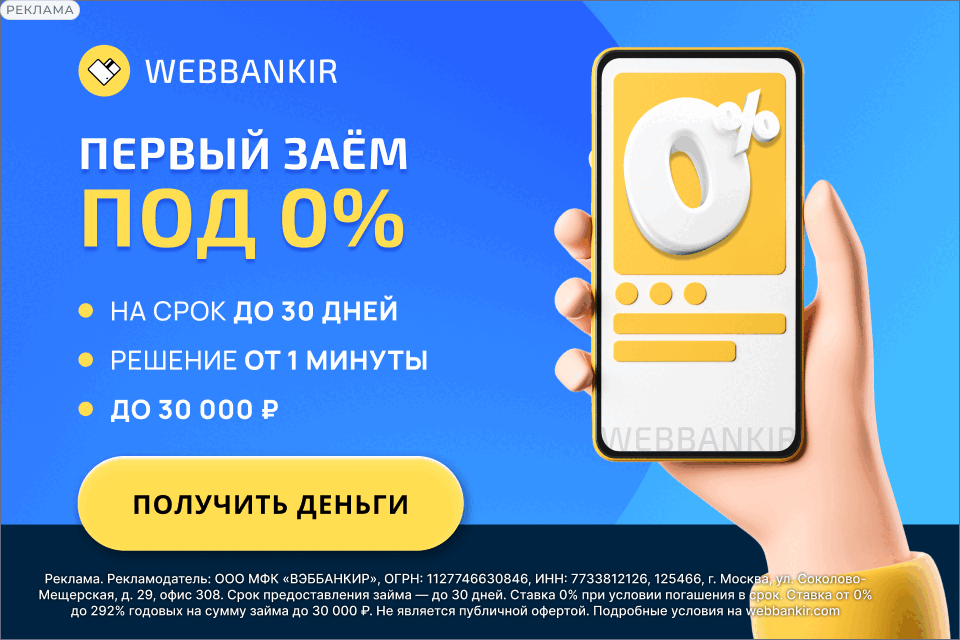 РЕКЛАМА
WEBBANKIR
ПЕРВЫЙ ЗАЁМ
ПОД 0%
НА СРОК ДО 30 ДНЕЙ
РЕШЕНИЕ ОТ 1 МИНУТЫ
ДО 30 000 ₽
ПОЛУЧИТЬ ДЕНЬГИ
0%
WEBBANKIR
Реклама. Рекламодатель: ООО МФК «ВЭББАНКИР», ОГРН: 1127746630846, ИНН: 7733812126, 125466, г. Москва, ул. Соколово-
Мещерская, д. 29, офис 308. Срок предоставления займа — до 30 дней. Ставка 0% при условии погашения в срок. Ставка от 0%
до 292% годовых на сумму займа до 30 000 ₽. Не является публичной офертой. Подробные условия на webbankir.com